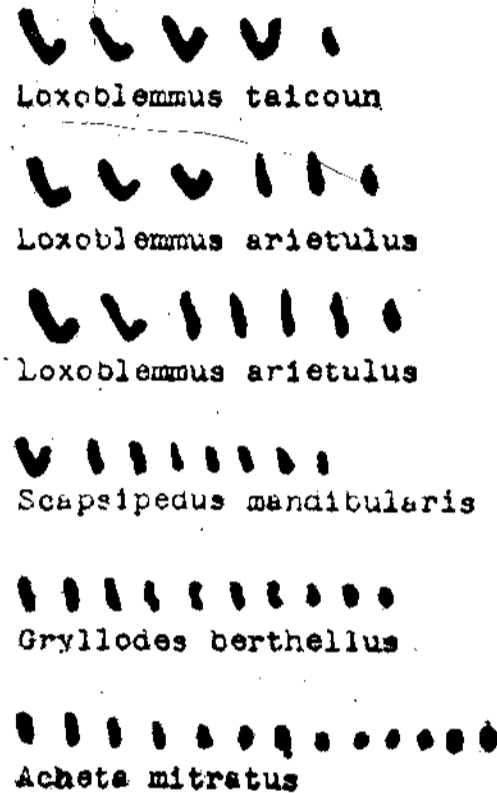 Loxoblemmus taicoun
Loxoblemmus arietulus
Loxoblemmus arietulus
Scapsipedus mandibularis
Gryllodes berthellus
Acheta mitratus